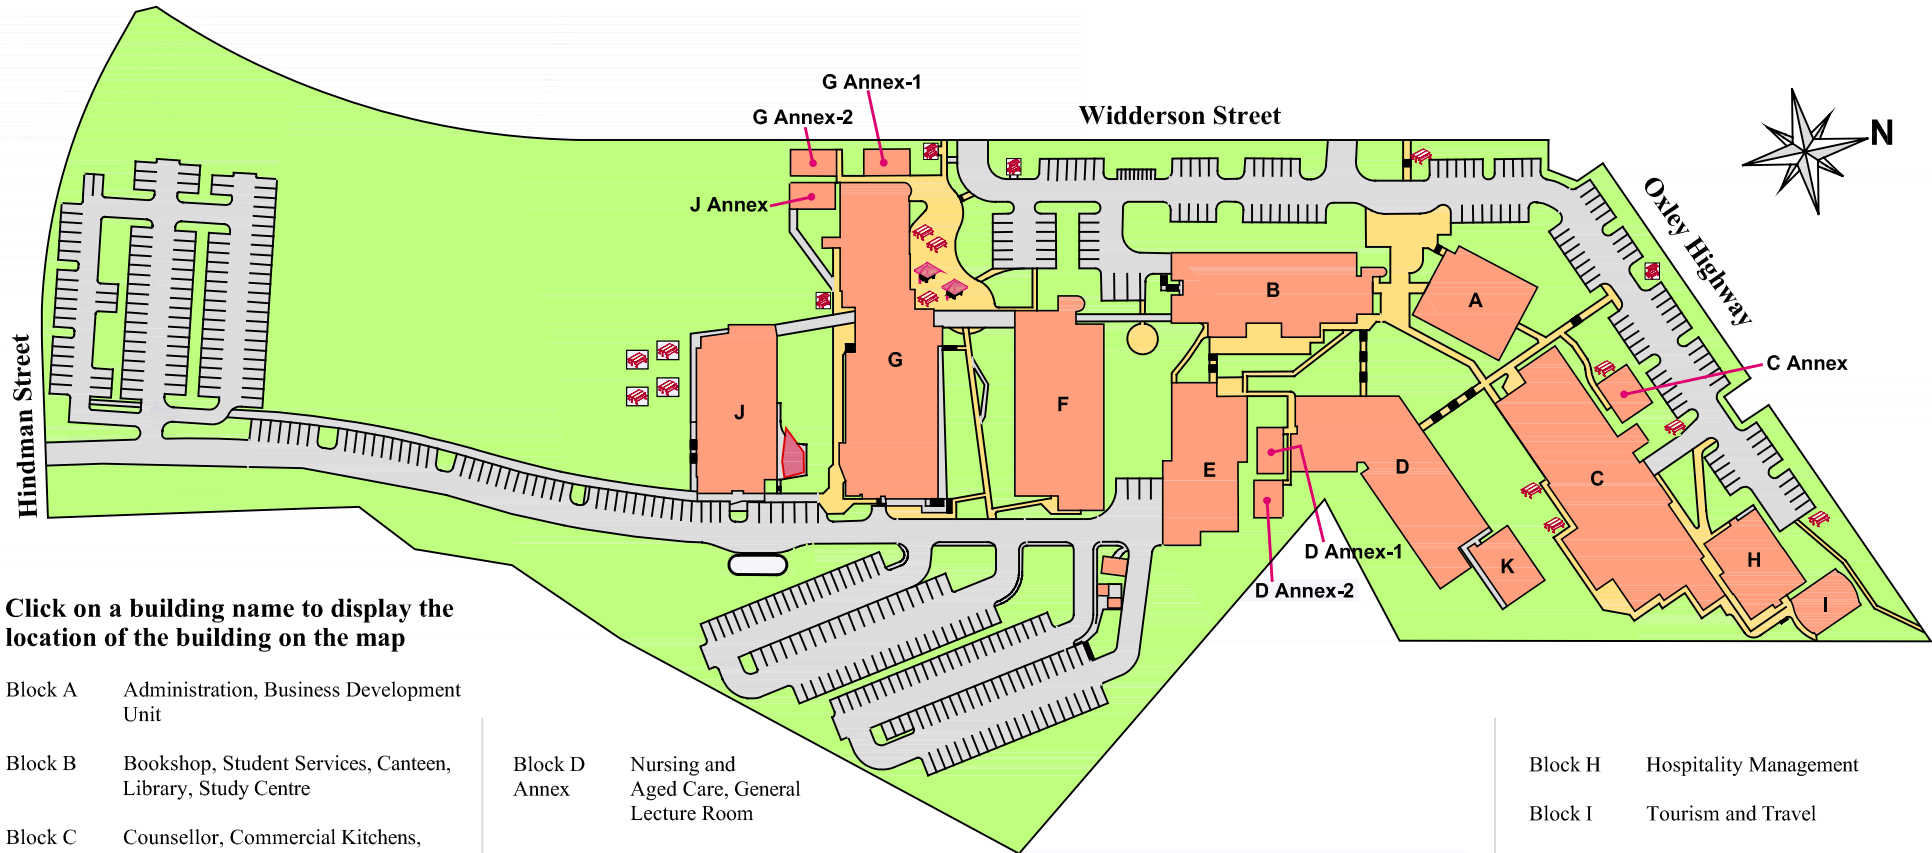 G Annex-1
G Annex-2
Widderson Street
N
J Annex
Oxley Highway
B
A
G
C Annex
Hindman Street
J
F
E
D
C
D Annex-1
K
H
D Annex-2
I
Click on a building name to display the
location of the building on the map
Block A Administration, Business Development
Unit
Block B Bookshop, Student Services, Canteen,
Library, Study Centre
Block C Counsellor, Commercial Kitchens,
Block D Nursing and
Annex Aged Care, General
Lecture Room
Block H Hospitality Management
Block I Tourism and Travel